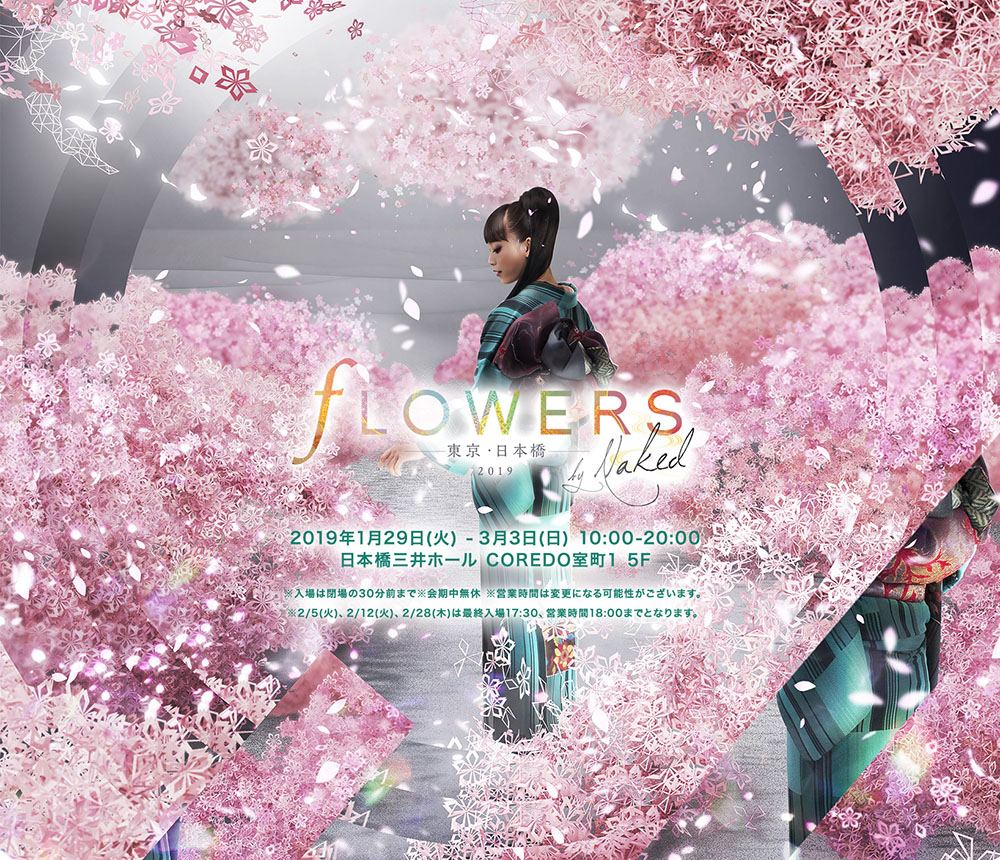 fLOWERS
東京・日本橋
2019
by Naked
2019年1月29日(火) - 3月3日(日) 10:00-20:00
日本橋三井ホール COREDO室町1 5F
※入場は閉場の30分前まで※会期中無休 ※営業時間は変更になる可能性がございます。
※2/5(火)、2/12(火)、2/28(木)は最終入場17:30、営業時間18:00までとなります。